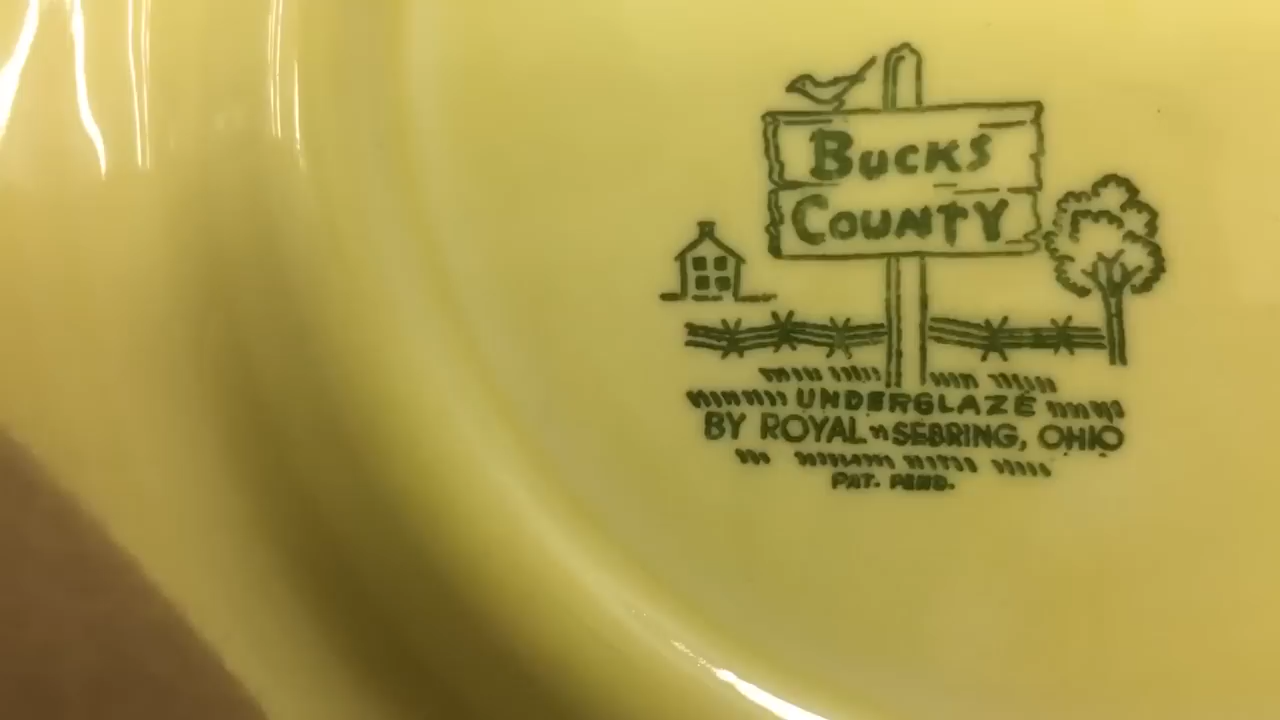 BUCKS
COUNTY
UNDERGLAZE
BY ROYAL SEBRING, OHIO
PAT. PEND.